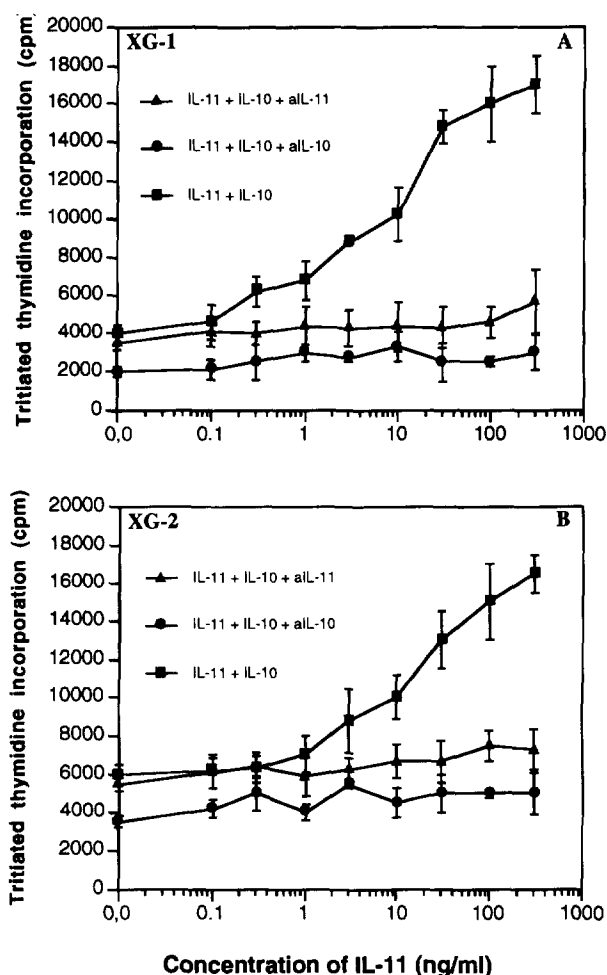 XG-1
A
Tritiated thymidine incorporation (cpm)
20000
18000
16000
14000
12000
10000
8000
6000
4000
2000
0
IL-11 + IL-10 + aIL-11
IL-11 + IL-10 + aIL-10
IL-11 + IL-10
0,0
0.1
1
10
100
1000
XG-2
B
Tritiated thymidine incorporation (cpm)
20000
18000
16000
14000
12000
10000
8000
6000
4000
2000
0
IL-11 + IL-10 + aIL-11
IL-11 + IL-10 + aIL-10
IL-11 + IL-10
0,0
0.1
1
10
100
1000
Concentration of IL-11 (ng/ml)